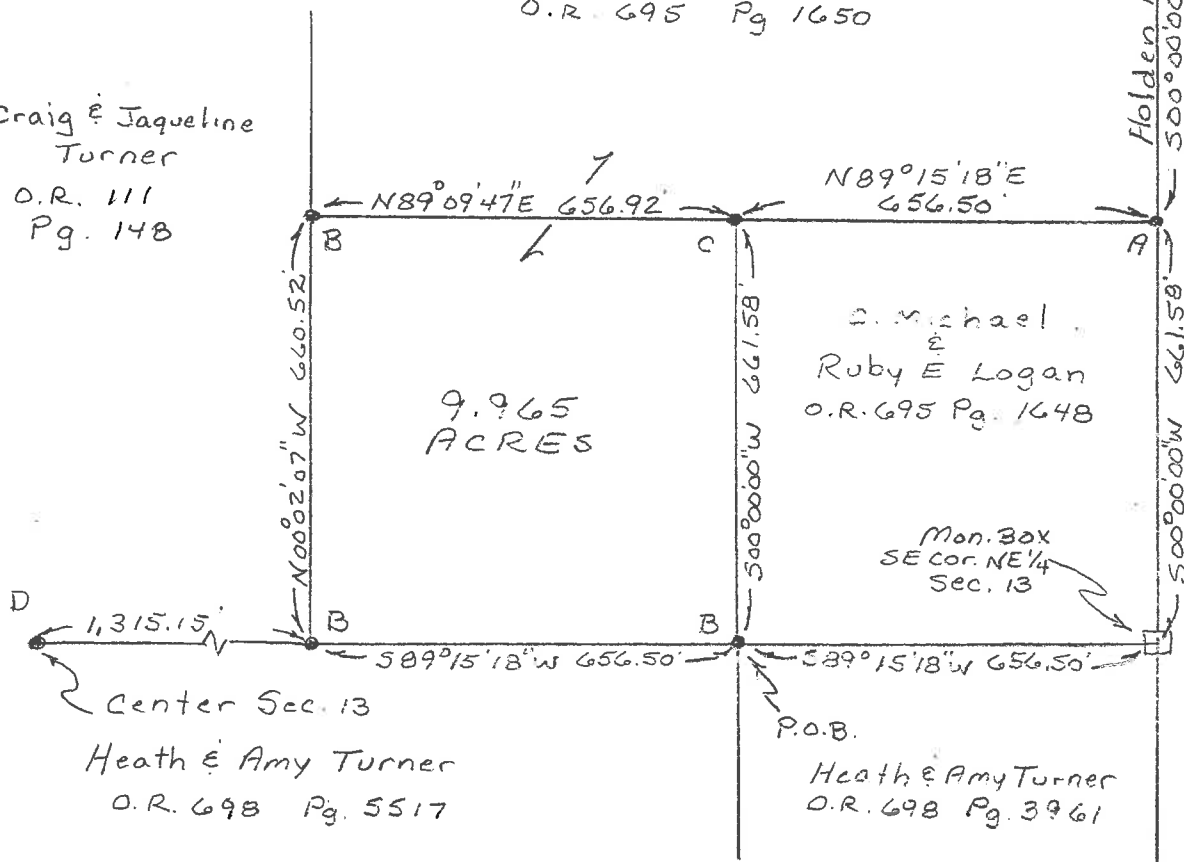 O.R. 695 Pg 1650
Holden
S00°00'00
Craig & Jaqueline
Turner
O.R. 111
Pg. 148
N89°09'47"E 656.92'
N89°15'18"E
656.50'
B
C
A
N00°02'07"W 660.52'
9.965
ACRES
S00°00'00"W 661.58'
Michael
&
Ruby E Logan
O.R. 695 Pg. 1648
S00°00'00"W 661.58'
Mon. Box
SE cor. NE 1/4
Sec. 13
D
1,315.15'
B
B
S89°15'18"W 656.50'
S89°15'18"W 656.50'
Center Sec. 13
P.O.B.
Heath & Amy Turner
O.R. 698 Pg. 5517
Heath & Amy Turner
O.R. 698 Pg. 3961